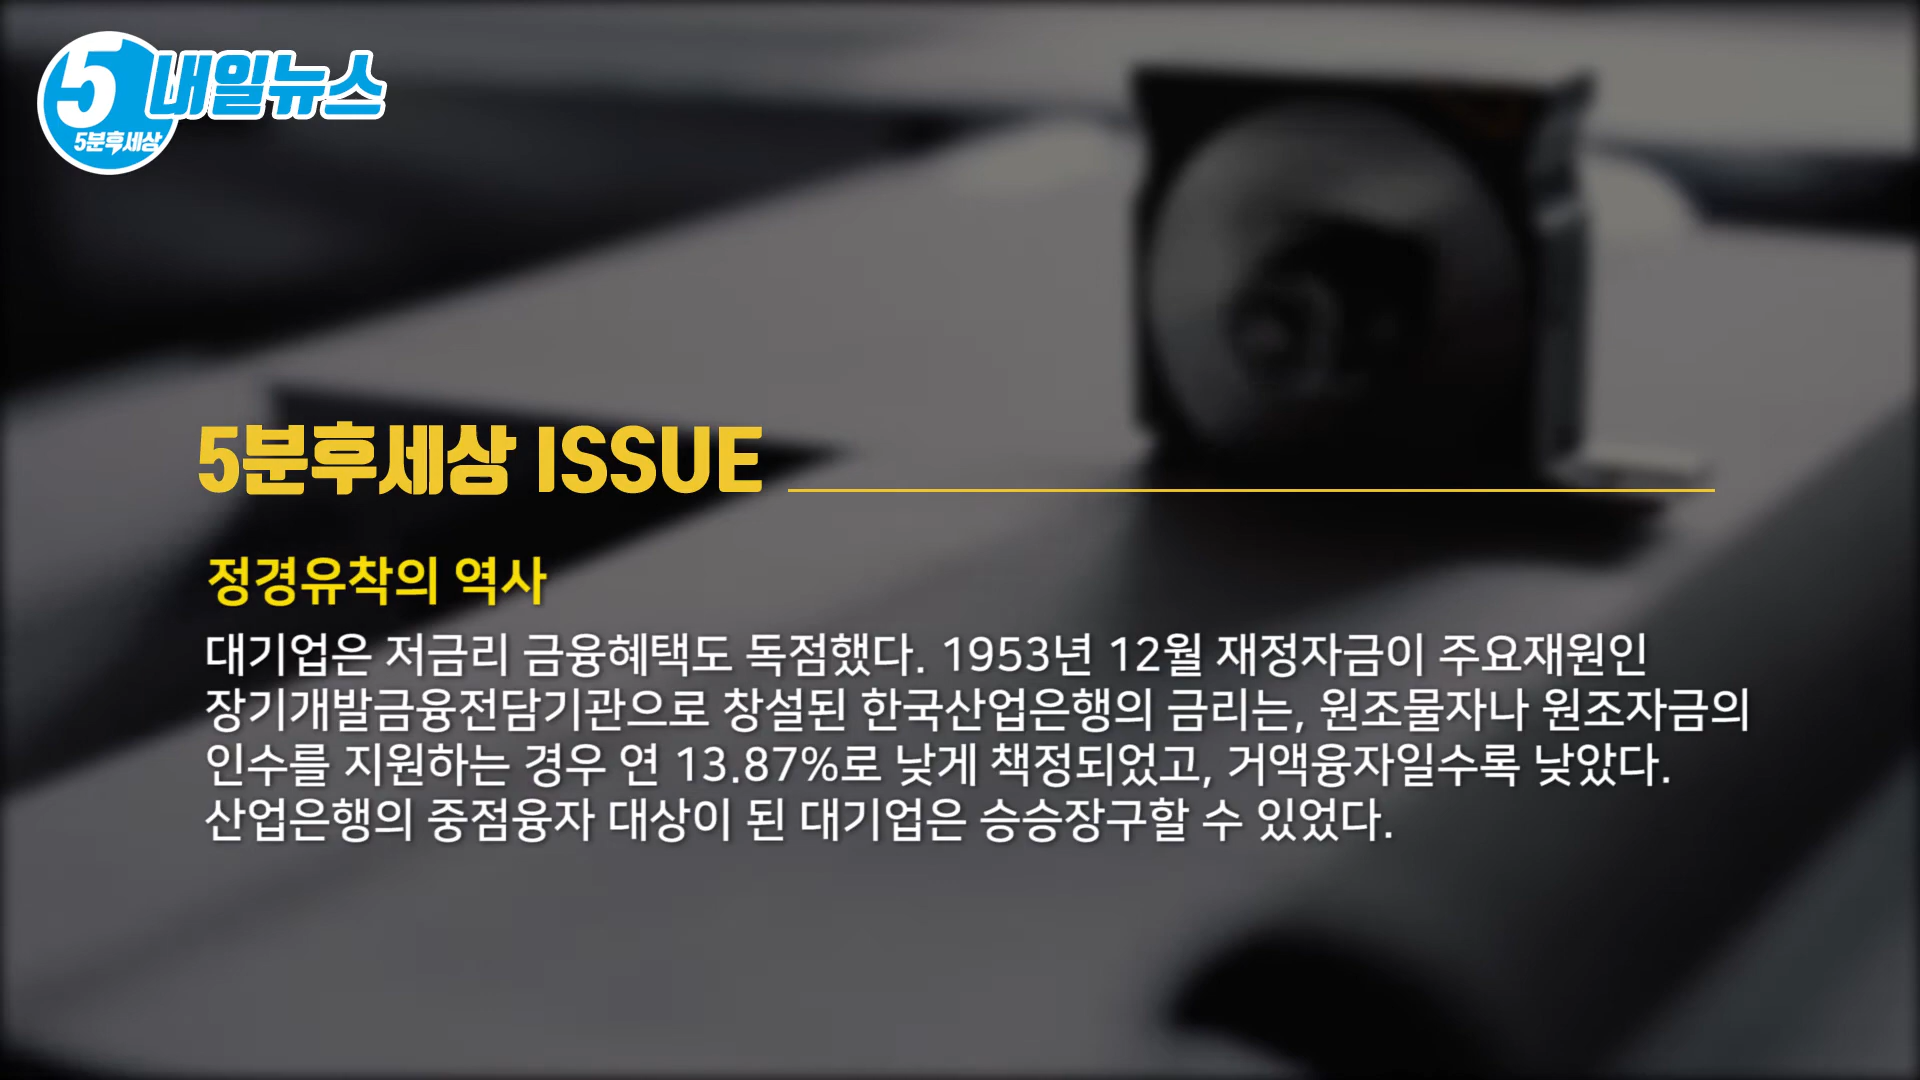 5 내일뉴스
5분후세상
5분후세상 ISSUE
정경유착의 역사
대기업은 저금리 금융혜택도 독점했다. 1953년 12월 재정자금이 주요재원인
장기개발금융전담기관으로 창설된 한국산업은행의 금리는, 원조물자나 원조자금의
인수를 지원하는 경우 연 13.87%로 낮게 책정되었고, 거액융자일수록 낮았다.
산업은행의 중점융자 대상이 된 대기업은 승승장구할 수 있었다.